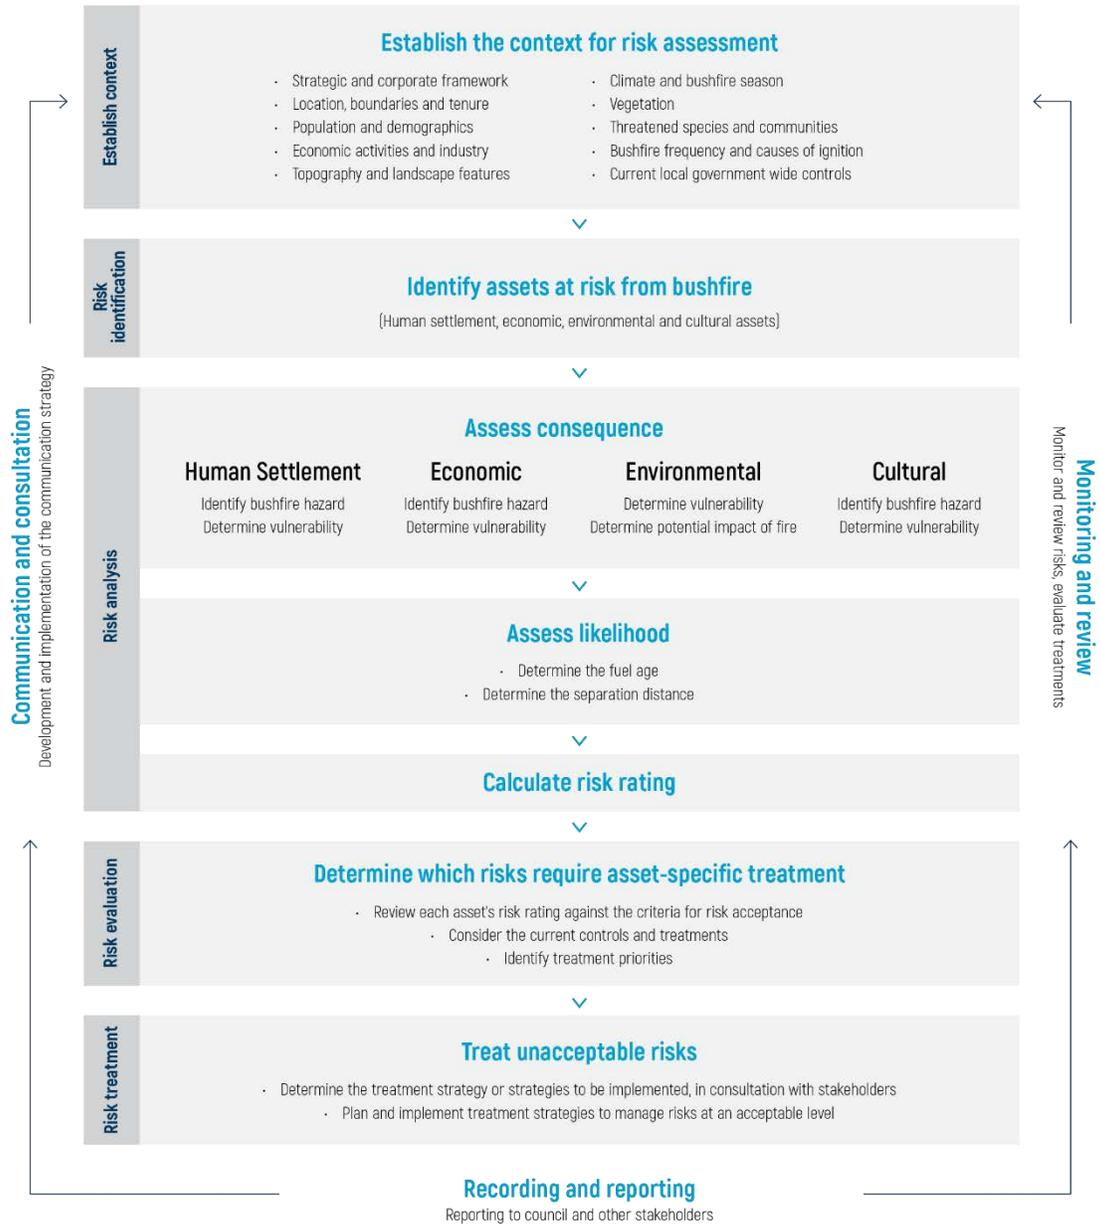 Establish context
Establish the context for risk assessment
· Strategic and corporate framework
· Location, boundaries and tenure
· Population and demographics
· Economic activities and industry
· Topography and landscape features
· Climate and bushfire season
· Vegetation
· Threatened species and communities
· Bushfire frequency and causes of ignition
· Current local government wide controls
Risk
identification
Identify assets at risk from bushfire
(Human settlement, economic, environmental and cultural assets)
Risk analysis
Assess consequence
Human Settlement
Identify bushfire hazard
Determine vulnerability
Economic
Identify bushfire hazard
Determine vulnerability
Environmental
Determine vulnerability
Determine potential impact of fire
Cultural
Identify bushfire hazard
Determine vulnerability
Assess likelihood
· Determine the fuel age
· Determine the separation distance
Calculate risk rating
Risk evaluation
Determine which risks require asset-specific treatment
· Review each asset's risk rating against the criteria for risk acceptance
· Consider the current controls and treatments
· Identify treatment priorities
Risk treatment
Treat unacceptable risks
· Determine the treatment strategy or strategies to be implemented, in consultation with stakeholders
· Plan and implement treatment strategies to manage risks at an acceptable level
Communication and consultation
Development and implementation of the communication strategy
Monitoring and review
Monitor and review risks, evaluate treatments
Recording and reporting
Reporting to council and other stakeholders